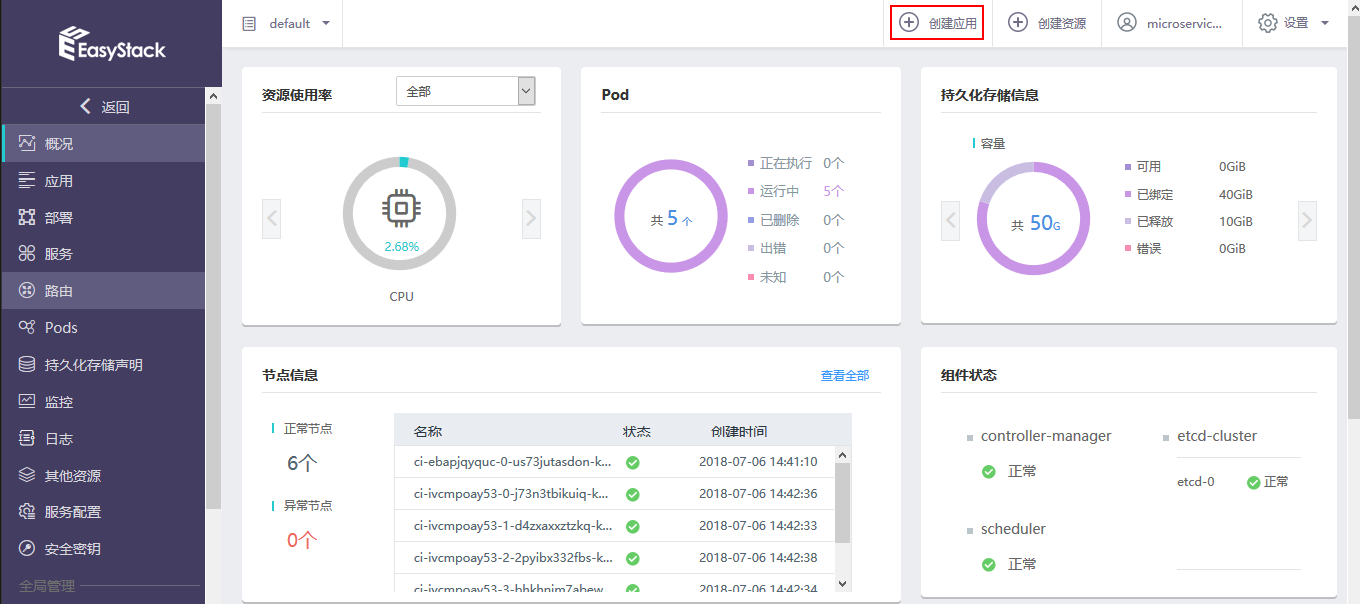 EasyStack
返回
概况
应用
部署
服务
路由
Pods
持久化存储声明
监控
日志
其他资源
服务配置
安全密钥
全局管理
default
创建应用
创建资源
microservic...
设置
资源使用率
全部
2.68%
CPU
Pod
共 5 个
正在执行 0个
运行中 5个
已删除 0个
出错 0个
未知 0个
持久化存储信息
容量
共 50G
可用 0GiB
已绑定 40GiB
已释放 10GiB
错误 0GiB
节点信息
查看全部
正常节点
6个
异常节点
0个
名称 状态 创建时间
ci-ebapjqyquc-0-us73jutasdon-k... 2018-07-06 14:41:10
ci-ivcmpoay53-0-j73n3tbikuiq-k... 2018-07-06 14:42:36
ci-ivcmpoay53-1-d4zxaxxztzkq-k... 2018-07-06 14:42:33
ci-ivcmpoay53-2-2pyibx332fbs-k... 2018-07-06 14:42:38
ci-ivcmpoay53-3-hhkhnim7abew 2018-07-06 14:42:34
组件状态
controller-manager
正常
etcd-cluster
etcd-0 正常
scheduler
正常